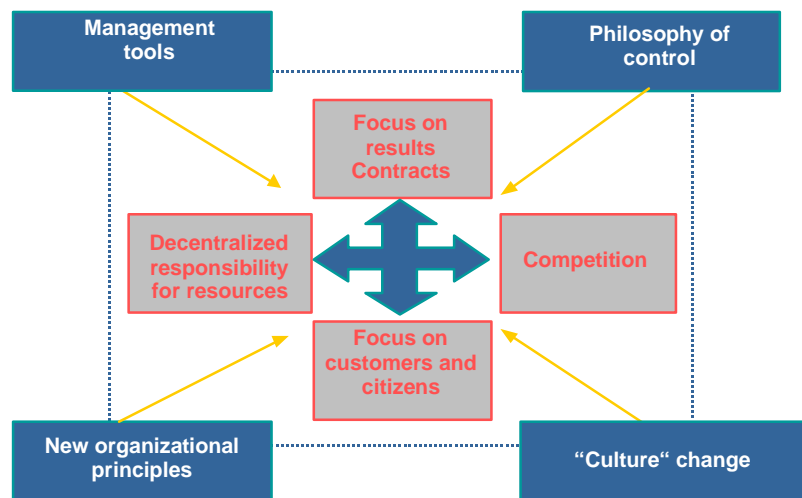 Management
tools
Philosophy of
control
Focus on
results
Contracts
Decentralized
responsibility
for resources
Competition
Focus on
customers and
citizens
New organizational
principles
“Culture“ change